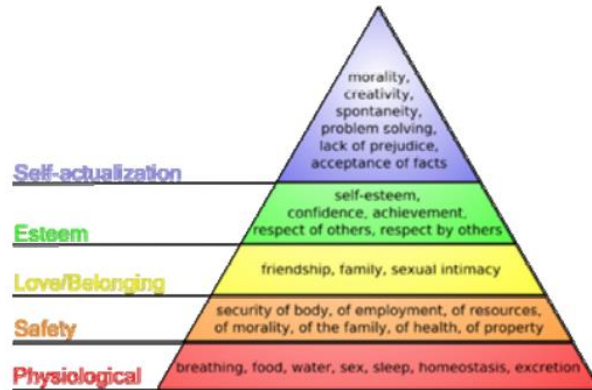 morality,
creativity,
spontaneity,
problem solving,
lack of prejudice,
acceptance of facts
Self-actualization
self-esteem,
confidence, achievement,
respect of others, respect by others
Esteem
friendship, family, sexual intimacy
Love/Belonging
security of body, of employment, of resources,
of morality, of the family, of health, of property
Safety
breathing, food, water, sex, sleep, homeostasis, excretion
Physiological